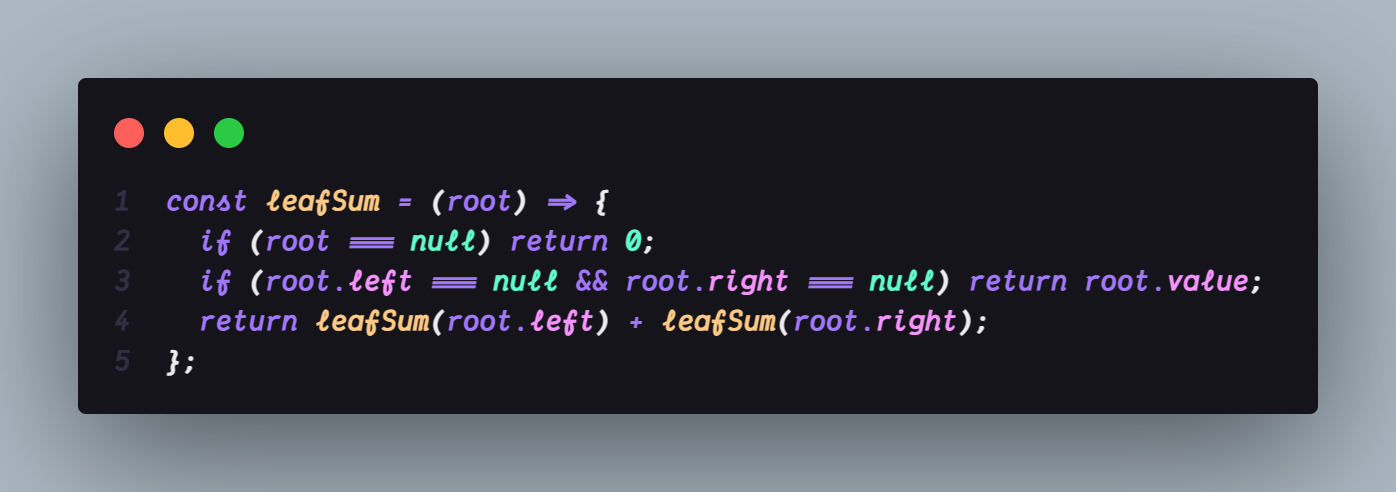 1 const leafSum = (root) => {
2   if (root === null) return 0;
3   if (root.left === null && root.right === null) return root.value;
4   return leafSum(root.left) + leafSum(root.right);
5 };